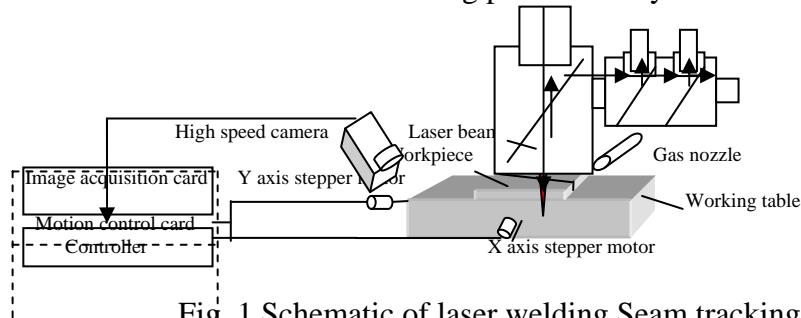 High speed camera
Laser beam
Workpiece
Gas nozzle
Image acquisition card
Y axis stepper motor
Working table
Motion control card
Controller
X axis stepper motor
Fig. 1 Schematic of laser welding Seam tracking